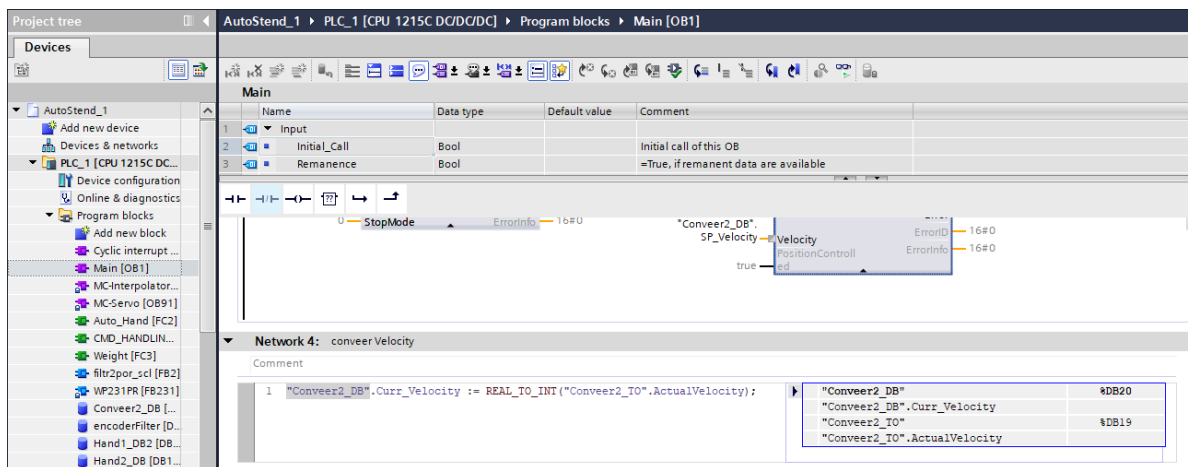 Project tree
AutoStend_1 ▸ PLC_1 [CPU 1215C DC/DC/DC] ▸ Program blocks ▸ Main [OB1]
Devices
AutoStend_1
Add new device
Devices & networks
PLC_1 [CPU 1215C DC...
Device configuration
Online & diagnostics
Program blocks
Add new block
Cyclic interrupt ...
Main [OB1]
MC-Interpolator...
MC-Servo [OB91]
Auto_Hand [FC2]
CMD_HANDLIN...
Weight [FC3]
filtr2por_scl [FB2]
WP231PR [FB231]
Conveer2_DB [...
encoderFilter [D...
Hand1_DB2 [DB...
Hand2_DB [DB1...
Main
Name Data type Default value Comment
1 Input
2 Initial_Call Bool Initial call of this OB
3 Remanence Bool =True, if remanent data are available
??
0 StopMode ErrorInfo 16#0
"Conveer2_DB".
SP_Velocity Velocity
PositionControll
true ed
ErrorID 16#0
ErrorInfo 16#0
Network 4: conveer Velocity
Comment
1 "Conveer2_DB".Curr_Velocity := REAL_TO_INT("Conveer2_TO".ActualVelocity);
"Conveer2_DB" %DB20
"Conveer2_DB".Curr_Velocity
"Conveer2_TO" %DB19
"Conveer2_TO".ActualVelocity